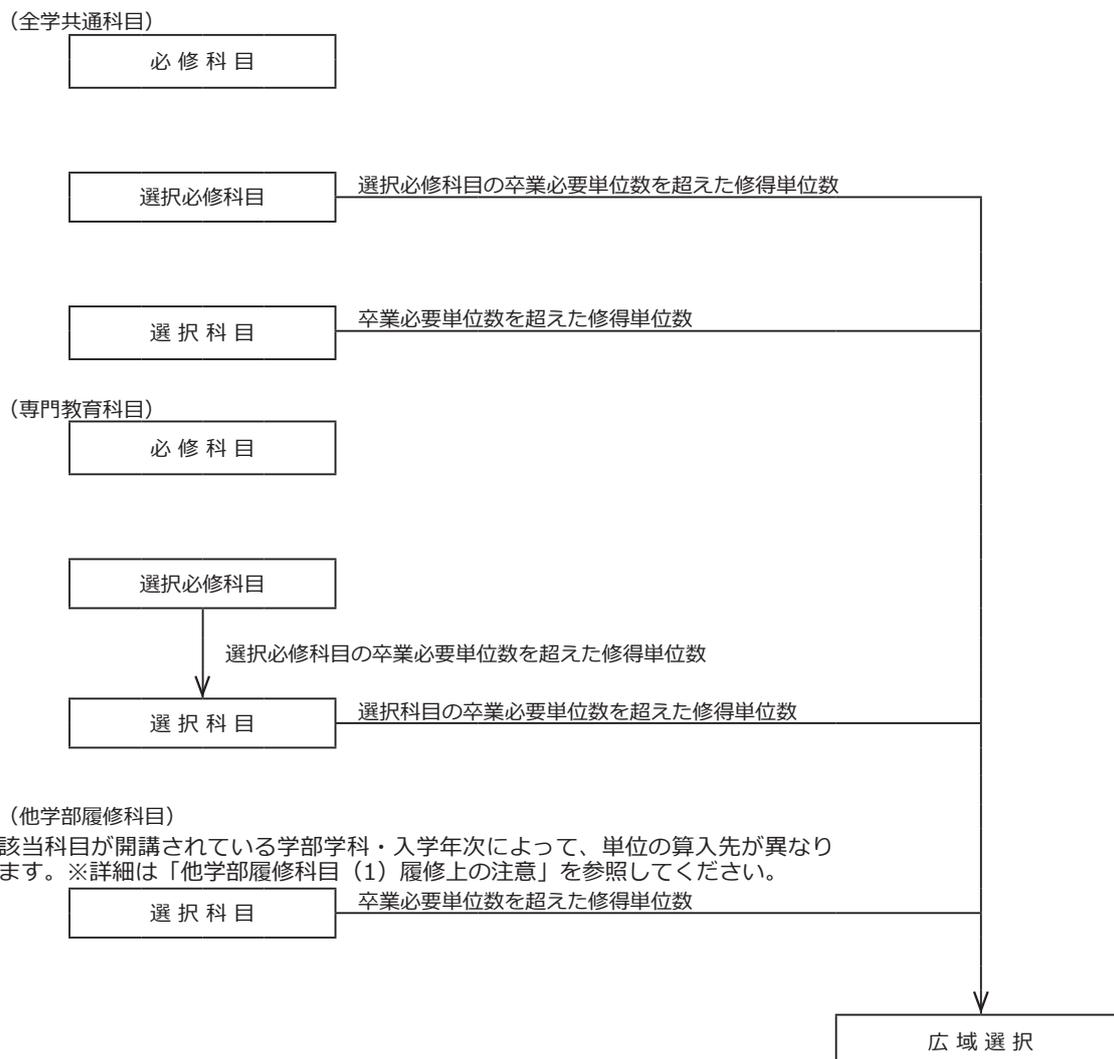 （全学共通科目）
必 修 科 目
選択必修科目
選択必修科目の卒業必要単位数を超えた修得単位数
選 択 科 目
卒業必要単位数を超えた修得単位数
（専門教育科目）
必 修 科 目
選択必修科目
選択必修科目の卒業必要単位数を超えた修得単位数
選 択 科 目
選択科目の卒業必要単位数を超えた修得単位数
（他学部履修科目）
該当科目が開講されている学部学科・入学年次によって、単位の算入先が異なり
ます。※詳細は「他学部履修科目（1）履修上の注意」を参照してください。
選 択 科 目
卒業必要単位数を超えた修得単位数
広 域 選 択